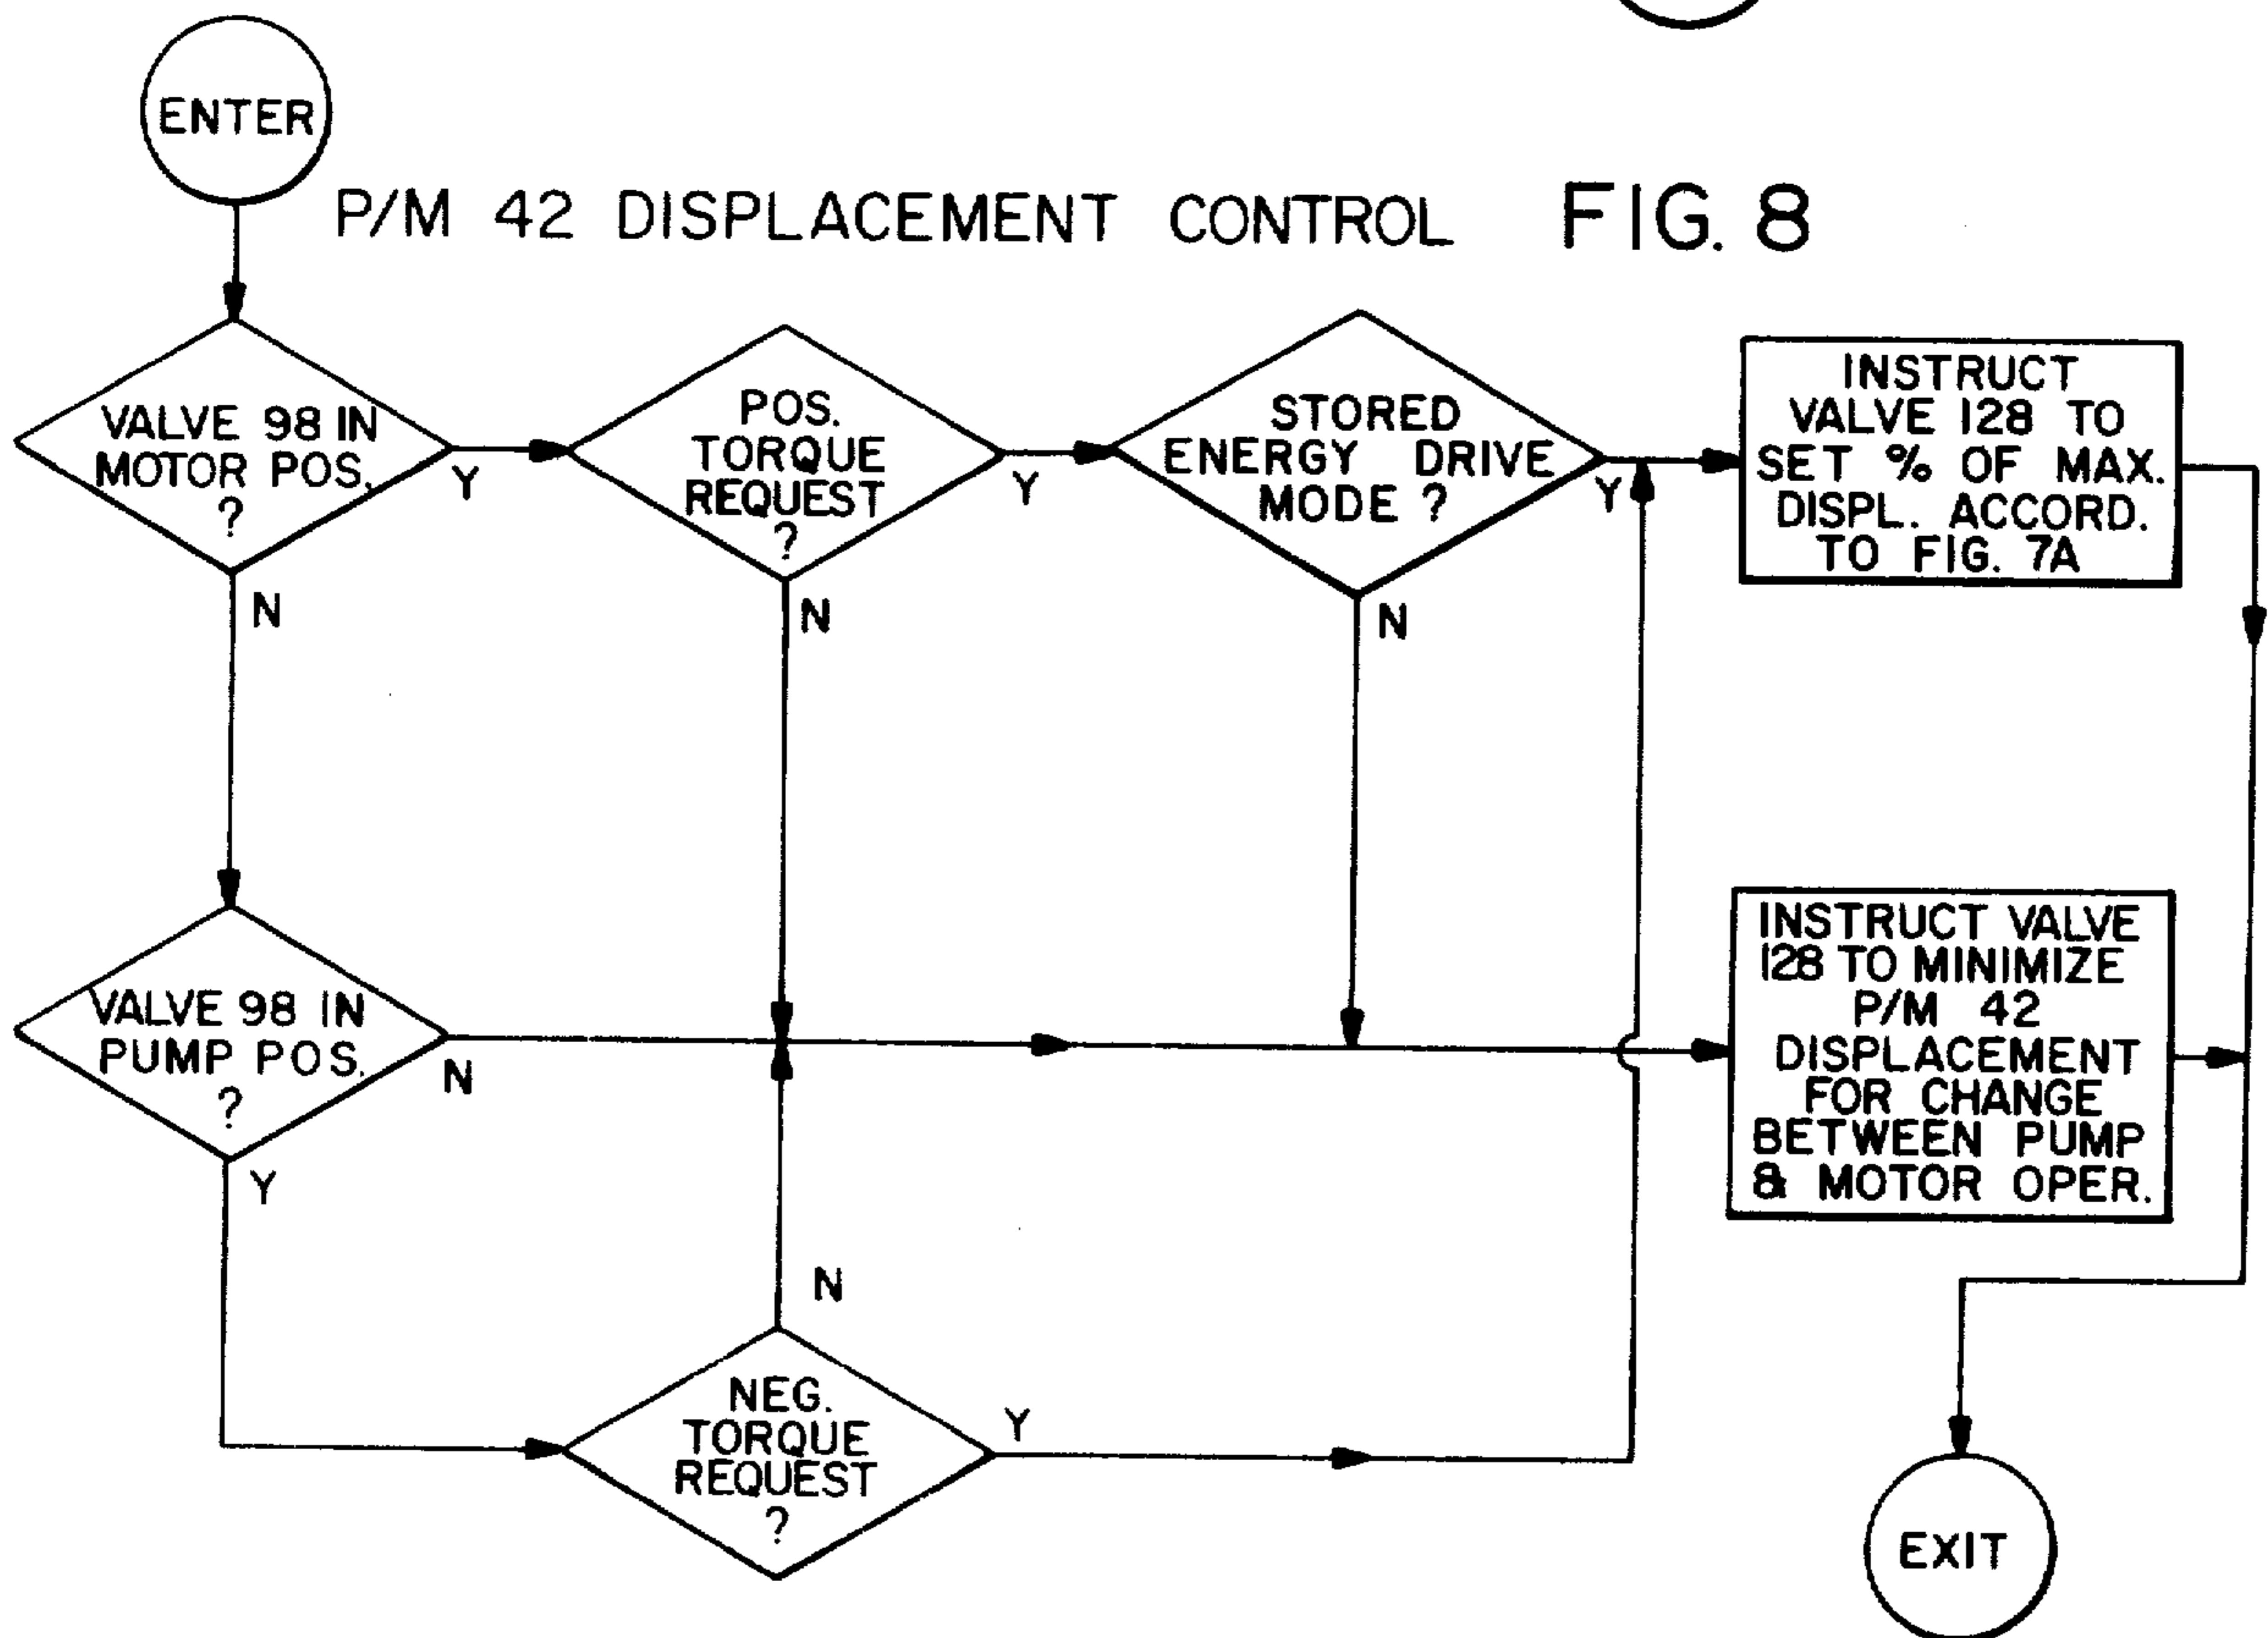 ENTER
P/M 42 DISPLACEMENT CONTROL FIG. 8
VALVE 98 IN
MOTOR POS.
?
Y
N
POS.
TORQUE
REQUEST
?
Y
N
STORED
ENERGY DRIVE
MODE ?
Y
N
INSTRUCT
VALVE 128 TO
SET % OF MAX.
DISPL. ACCORD.
TO FIG. 7A
VALVE 98 IN
PUMP POS.
?
N
Y
INSTRUCT VALVE
128 TO MINIMIZE
P/M 42
DISPLACEMENT
FOR CHANGE
BETWEEN PUMP
& MOTOR OPER.
N
NEG.
TORQUE
REQUEST
?
Y
EXIT